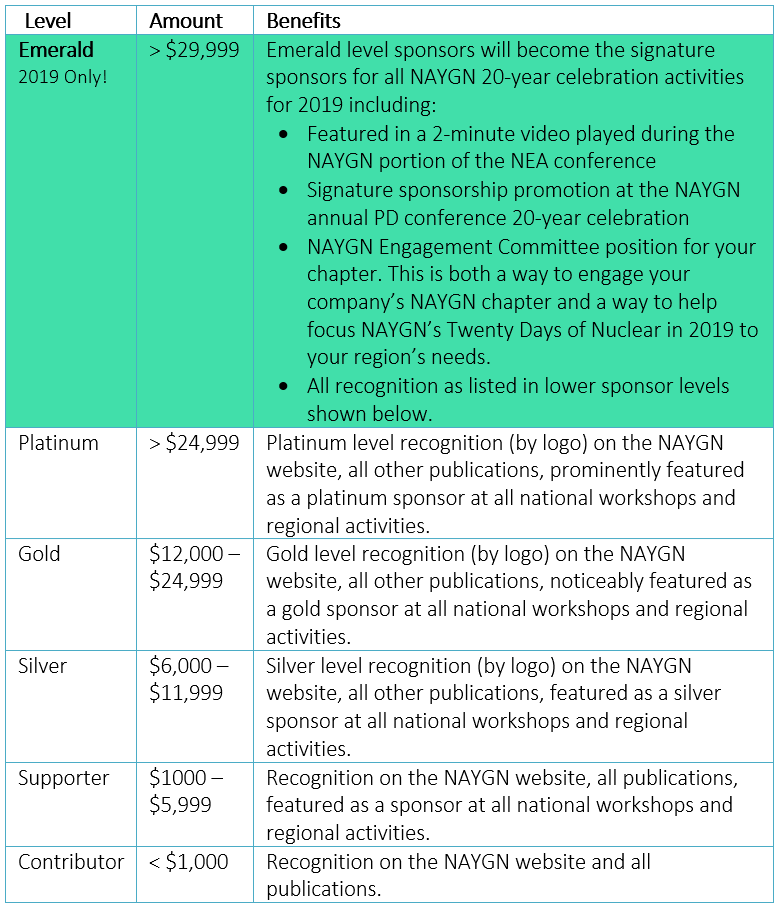 Level Amount Benefits
Emerald > $29,999 Emerald level sponsors will become the signature
2019 Only! sponsors for all NAYGN 20-year celebration activities
for 2019 including:
• Featured in a 2-minute video played during the
NAYGN portion of the NEA conference
• Signature sponsorship promotion at the NAYGN
annual PD conference 20-year celebration
• NAYGN Engagement Committee position for your
chapter. This is both a way to engage your
company’s NAYGN chapter and a way to help
focus NAYGN’s Twenty Days of Nuclear in 2019 to
your region’s needs.
• All recognition as listed in lower sponsor levels
shown below.
Platinum > $24,999 Platinum level recognition (by logo) on the NAYGN
website, all other publications, prominently featured
as a platinum sponsor at all national workshops and
regional activities.
Gold $12,000 – Gold level recognition (by logo) on the NAYGN
$24,999 website, all other publications, noticeably featured as
a gold sponsor at all national workshops and regional
activities.
Silver $6,000 – Silver level recognition (by logo) on the NAYGN
$11,999 website, all other publications, featured as a silver
sponsor at all national workshops and regional
activities.
Supporter $1000 – Recognition on the NAYGN website, all publications,
$5,999 featured as a sponsor at all national workshops and
regional activities.
Contributor < $1,000 Recognition on the NAYGN website and all
publications.